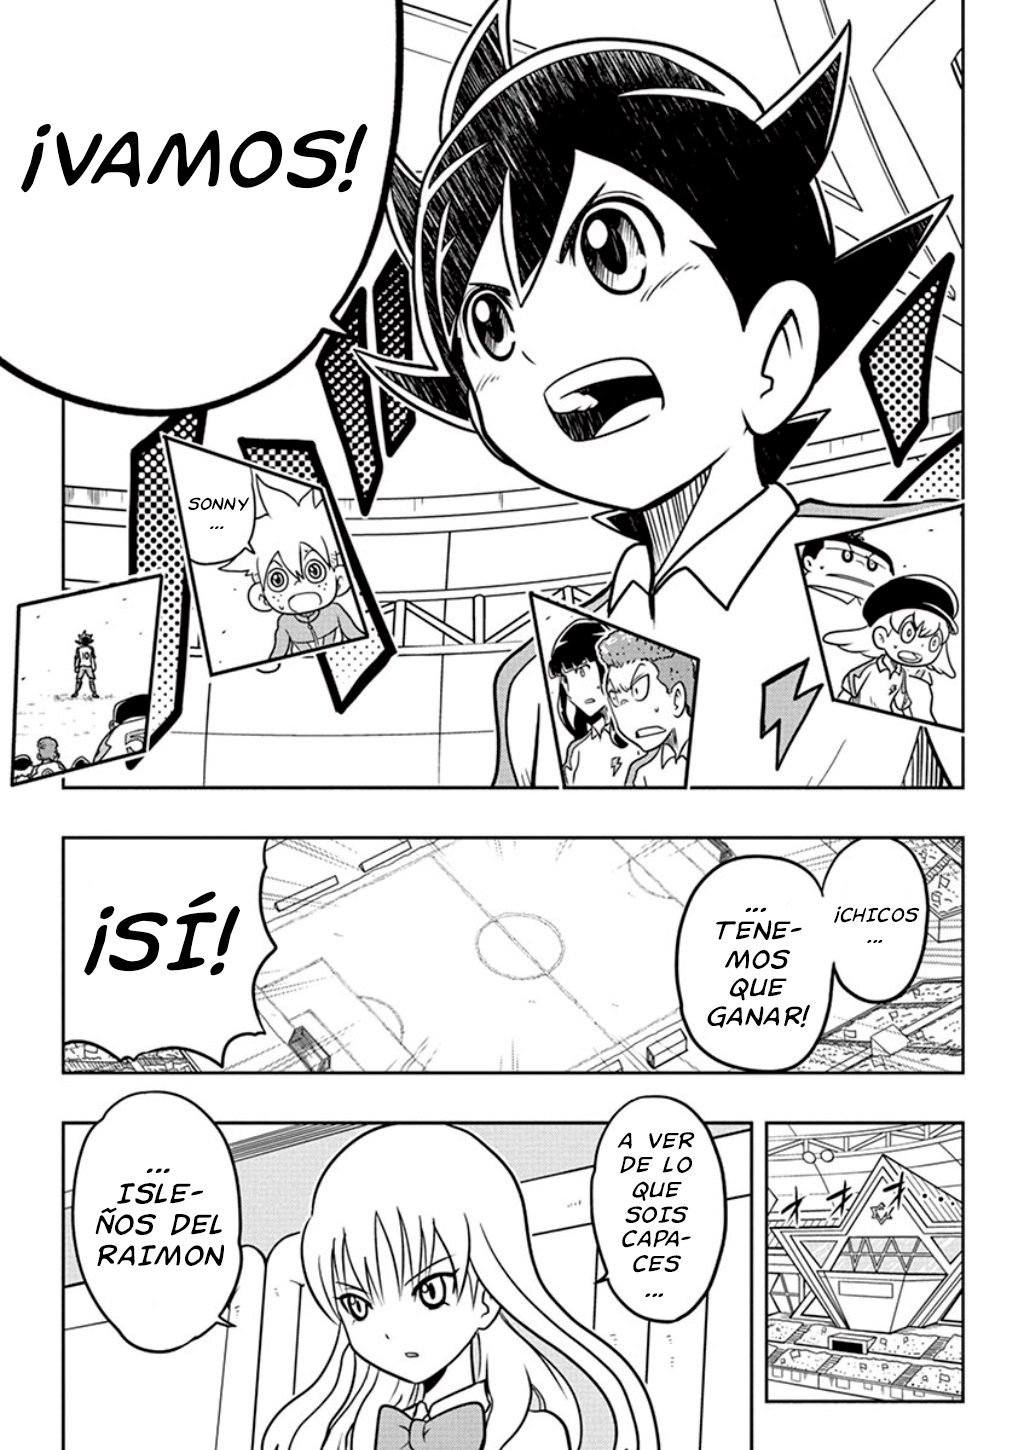 ¡VAMOS!
SONNY
...
¡CHICOS
...
...
TENE-
MOS
QUE
GANAR!
¡SÍ!
A VER
DE LO
QUE
SOIS
CAPA-
CES
...
...
ISLE-
ÑOS DEL
RAIMON